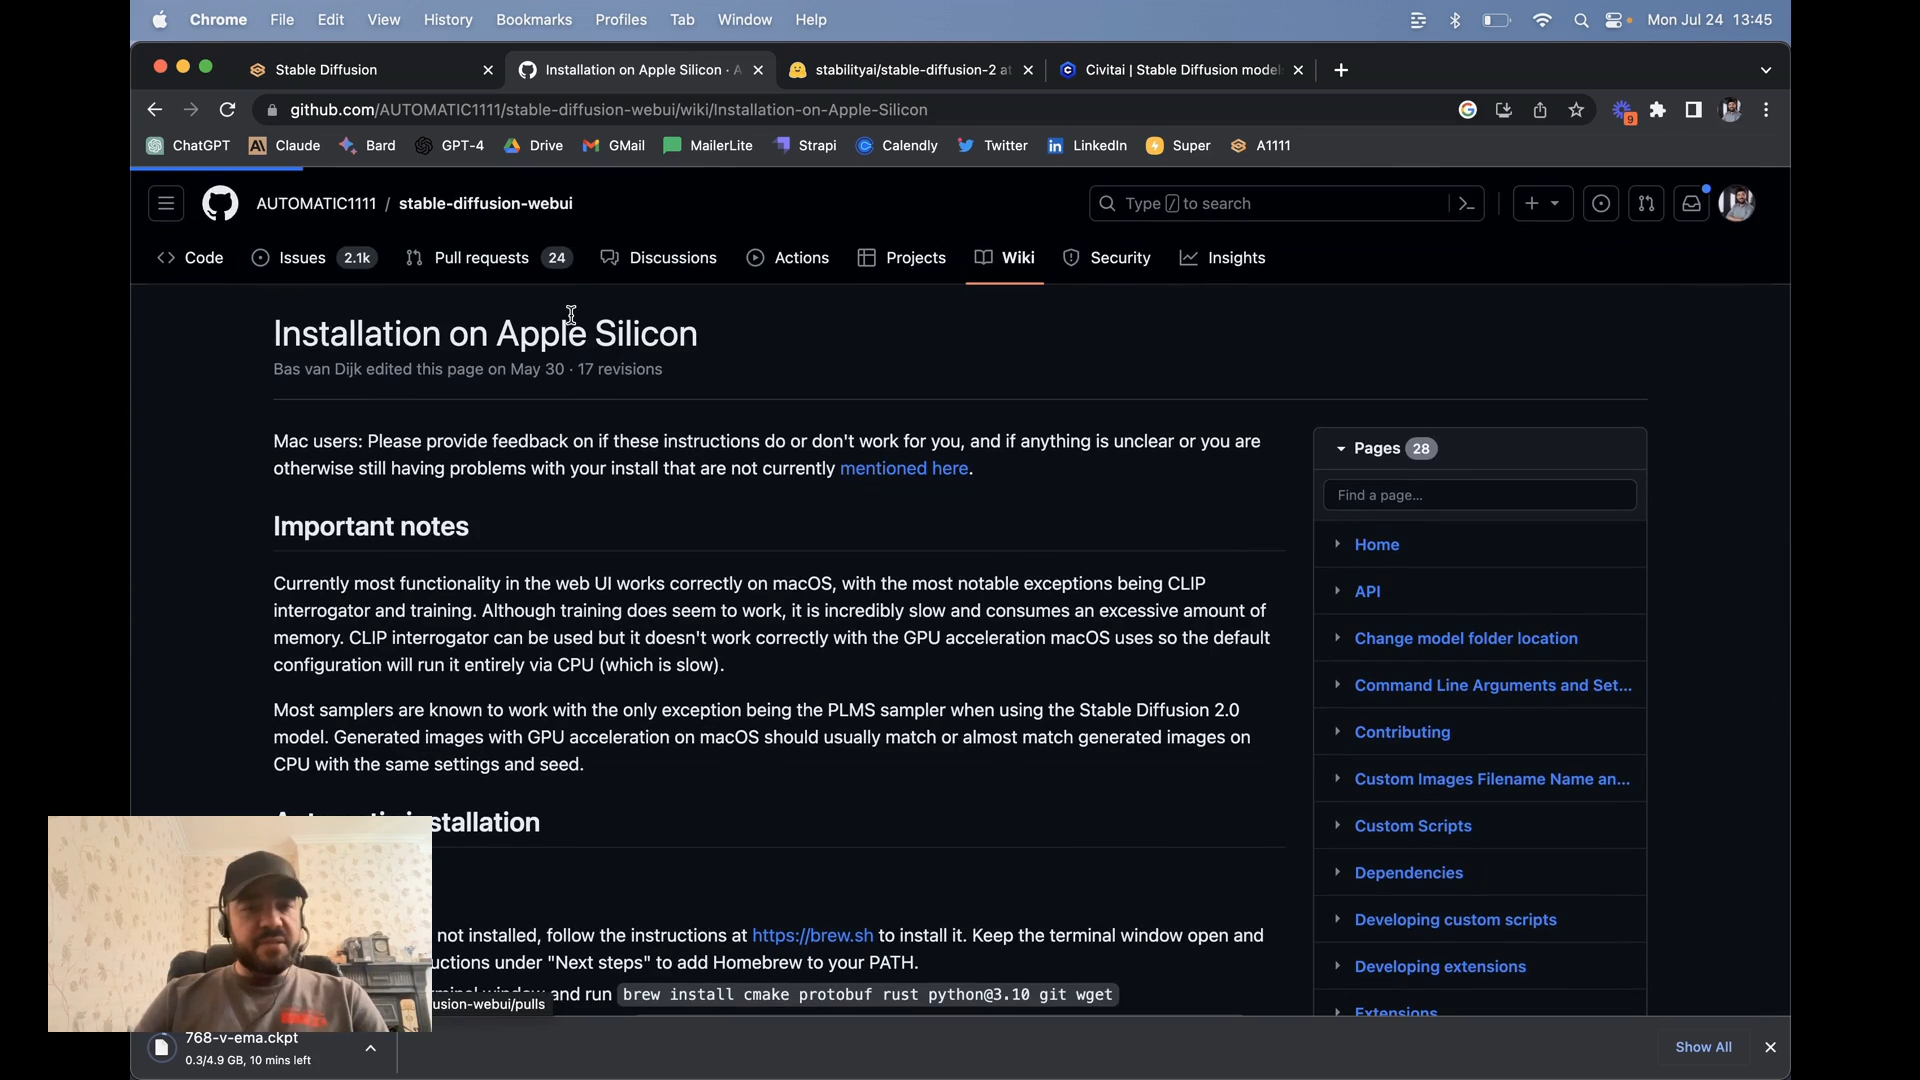 Chrome File Edit View History Bookmarks Profiles Tab Window Help Mon Jul 24 13:45
Stable Diffusion Installation on Apple Silicon · A stabilityai/stable-diffusion-2 at Civitai | Stable Diffusion model
github.com/AUTOMATIC1111/stable-diffusion-webui/wiki/Installation-on-Apple-Silicon 9
ChatGPT Claude Bard GPT-4 Drive GMail MailerLite Strapi Calendly Twitter LinkedIn Super A1111
AUTOMATIC1111 / stable-diffusion-webui Type / to search
Code Issues 2.1k Pull requests 24 Discussions Actions Projects Wiki Security Insights
Installation on Apple Silicon
Bas van Dijk edited this page on May 30 · 17 revisions
Mac users: Please provide feedback on if these instructions do or don't work for you, and if anything is unclear or you are
otherwise still having problems with your install that are not currently mentioned here.
Important notes
Currently most functionality in the web UI works correctly on macOS, with the most notable exceptions being CLIP
interrogator and training. Although training does seem to work, it is incredibly slow and consumes an excessive amount of
memory. CLIP interrogator can be used but it doesn't work correctly with the GPU acceleration macOS uses so the default
configuration will run it entirely via CPU (which is slow).
Most samplers are known to work with the only exception being the PLMS sampler when using the Stable Diffusion 2.0
model. Generated images with GPU acceleration on macOS should usually match or almost match generated images on
CPU with the same settings and seed.
stallation
not installed, follow the instructions at https://brew.sh to install it. Keep the terminal window open and
uctions under "Next steps" to add Homebrew to your PATH.
and run brew install cmake protobuf rust python@3.10 git wget
usion-webui/pulls
Pages 28
Find a page...
Home
API
Change model folder location
Command Line Arguments and Set...
Contributing
Custom Images Filename Name an...
Custom Scripts
Dependencies
Developing custom scripts
Developing extensions
Extensions
768-v-ema.ckpt
0.3/4.9 GB, 10 mins left
Show All